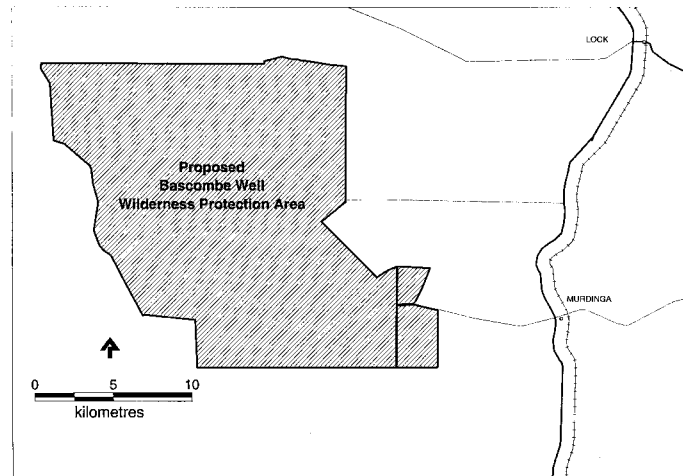 LOCK
Proposed
Bascombe Well
Wilderness Protection Area
MURDINGA
0 5 10
kilometres